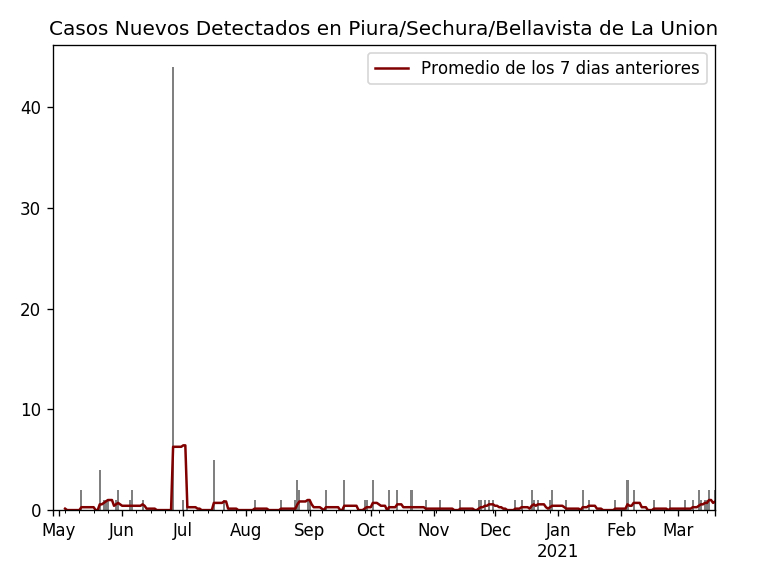 Casos Nuevos Detectados en Piura/Sechura/Bellavista de La Union
Promedio de los 7 dias anteriores
40
30
20
10
0
May Jun Jul Aug Sep Oct Nov Dec Jan Feb Mar
2021